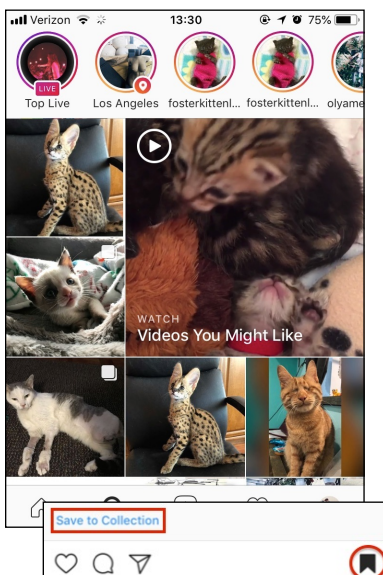 Verizon 13:30 75%
LIVE
Top Live Los Angeles fosterkittenl... fosterkittenl... olyame
WATCH
Videos You Might Like
Save to Collection